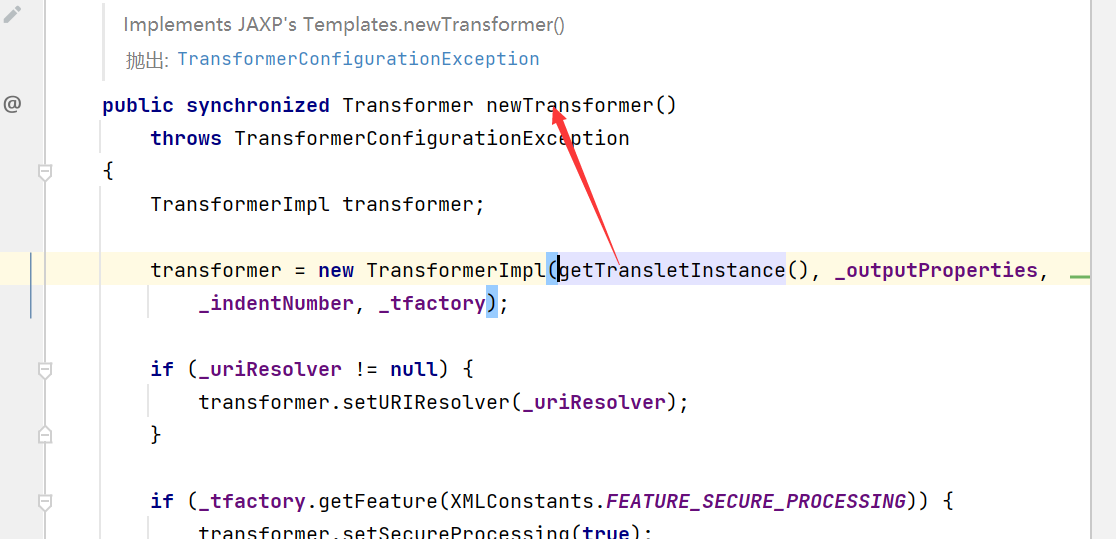 Implements JAXP's Templates.newTransformer()
抛出: TransformerConfigurationException
@
public synchronized Transformer newTransformer()
throws TransformerConfigurationException
{
TransformerImpl transformer;
transformer = new TransformerImpl(getTransletInstance(), _outputProperties,
_indentNumber, _tfactory);
if (_uriResolver != null) {
transformer.setURIResolver(_uriResolver);
}
if (_tfactory.getFeature(XMLConstants.FEATURE_SECURE_PROCESSING)) {
transformer.setSecureProcessing(true);